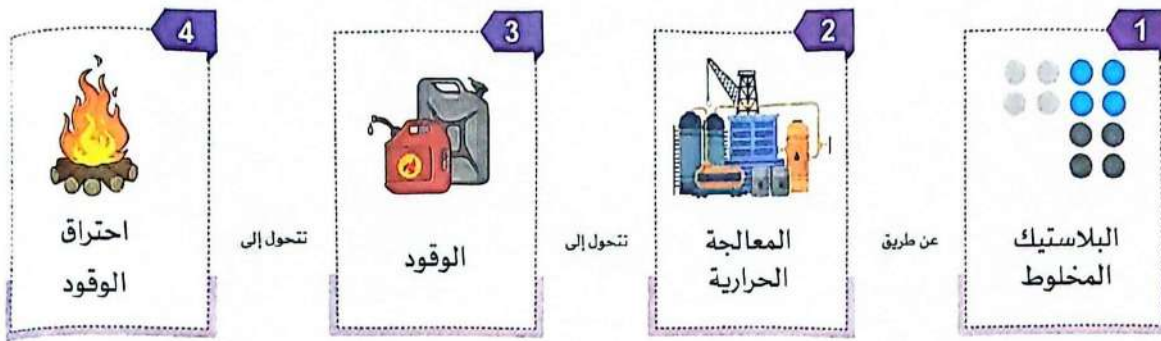 1
البلاستيك
المخلوط
عن طريق
2
المعالجة
الحرارية
تتحول إلى
3
الوقود
تتحول إلى
4
احتراق
الوقود